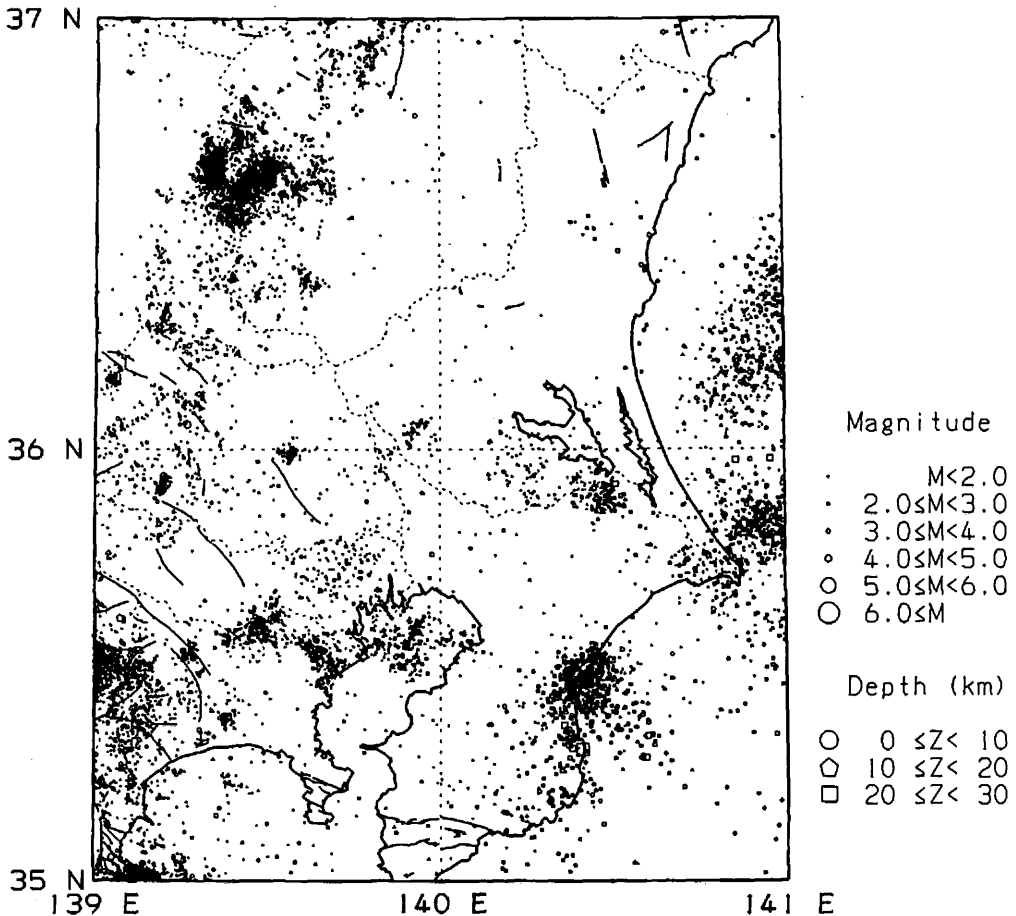 37 N
36 N
35 N
139 E
140 E
141 E
Magnitude
M<2.0
2.0≤M<3.0
3.0≤M<4.0
4.0≤M<5.0
5.0≤M<6.0
6.0≤M
Depth (km)
0 ≤Z< 10
10 ≤Z< 20
20 ≤Z< 30